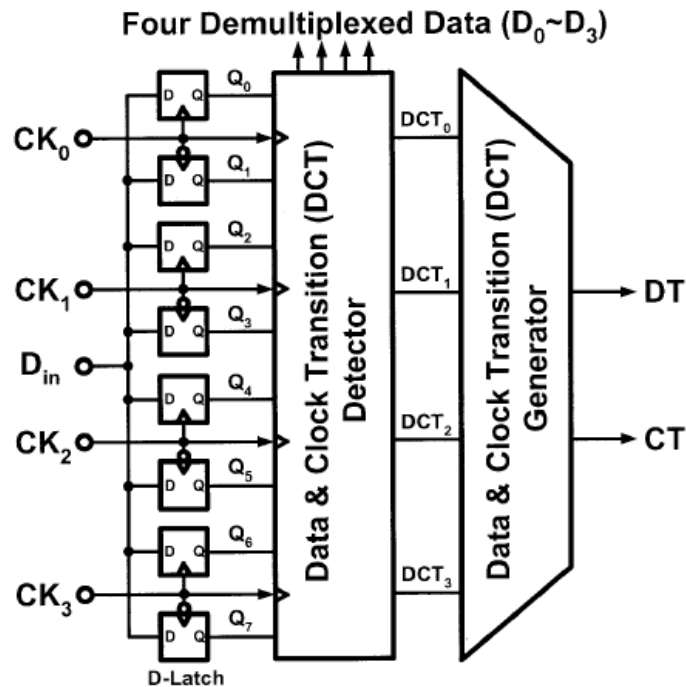 Four Demultiplexed Data (D₀~D₃)
D Q Q₀
CK₀
D Q Q₁
DCT₀
D Q Q₂
CK₁
D Q Q₃
DCT₁
DT
Dᵢₙ
D Q Q₄
CK₂
D Q Q₅
DCT₂
CT
D Q Q₆
CK₃
D Q Q₇
DCT₃
D-Latch
Data & Clock Transition (DCT)
Detector
Data & Clock Transition (DCT)
Generator